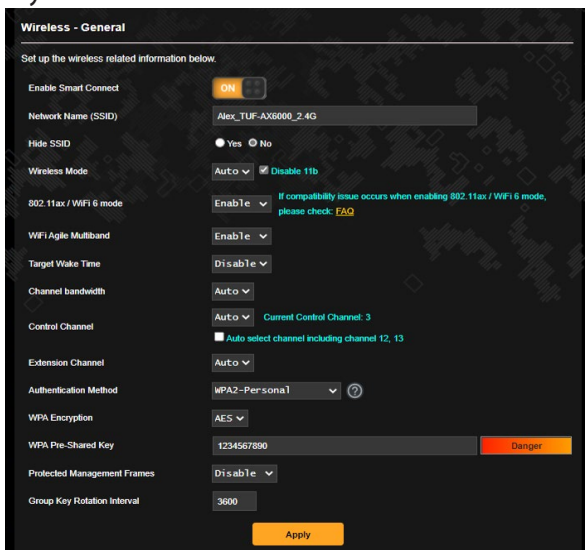 Wireless - General
Set up the wireless related information below.
Enable Smart Connect ON
Network Name (SSID) Alex_TUF-AX6000_2.4G
Hide SSID Yes No
Wireless Mode Auto Disable 11b
802.11ax / WiFi 6 mode Enable If compatibility issue occurs when enabling 802.11ax / WiFi 6 mode,
please check: FAQ
WiFi Agile Multiband Enable
Target Wake Time Disable
Channel bandwidth Auto
Control Channel Auto Current Control Channel: 3
Auto select channel including channel 12, 13
Extension Channel Auto
Authentication Method WPA2-Personal ?
WPA Encryption AES
WPA Pre-Shared Key 1234567890 Danger
Protected Management Frames Disable
Group Key Rotation Interval 3600
Apply